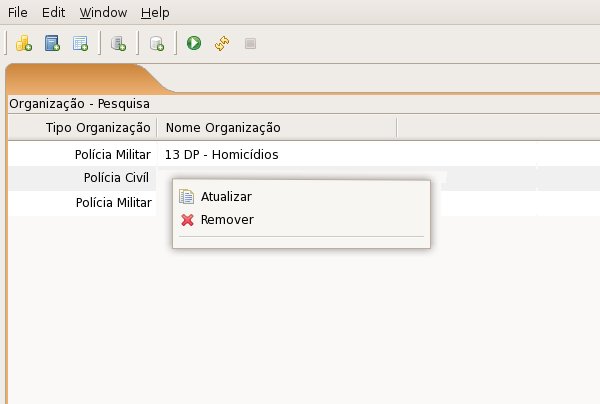 File Edit Window Help
Organização - Pesquisa
Tipo Organização Nome Organização
Polícia Militar 13 DP - Homicídios
Polícia Civíl
Polícia Militar
Atualizar
Remover